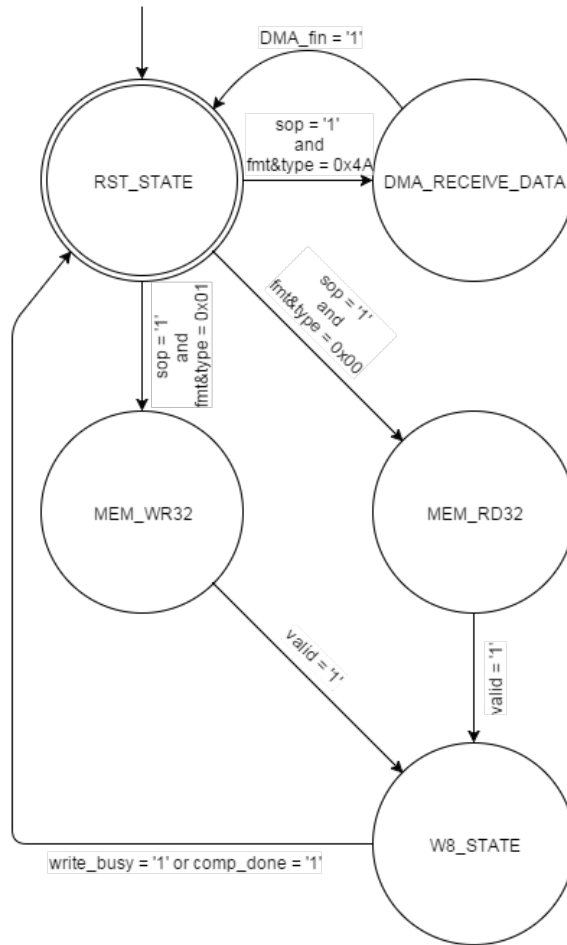 DMA_fin = '1'
sop = '1'
and
fmt&type = 0x4A
RST_STATE
DMA_RECEIVE_DATA
sop = '1'
and
fmt&type = 0x01
sop = '1'
and
fmt&type = 0x00
MEM_WR32
MEM_RD32
valid = '1'
valid = '1'
W8_STATE
write_busy = '1' or comp_done = '1'